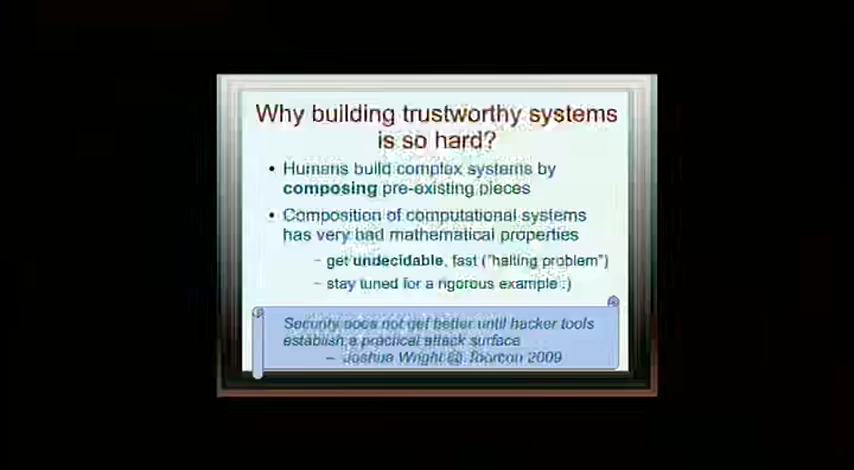 Why building trustworthy systems
is so hard?
• Humans build complex systems by
composing pre-existing pieces
• Composition of computational systems
has very bad mathematical properties
– get undecidable, fast ("halting problem")
– stay tuned for a rigorous example :)
Security does not get better until hacker tools
establish a practical attack surface
– Joshua Wright @ Toorcon 2009